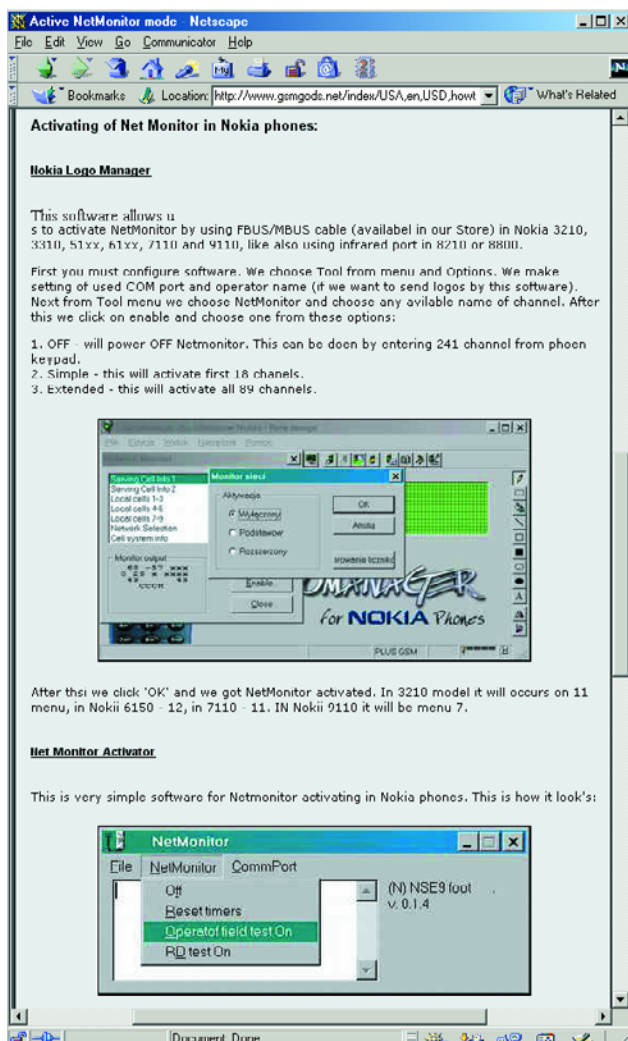 Active NetMonitor mode - Netscape
File Edit View Go Communicator Help
Bookmarks Location: http://www.gsmgods.net/index/USA,en,USD,howt What's Related
Activating of Net Monitor in Nokia phones:
Nokia Logo Manager
This software allows u
s to activate NetMonitor by using FBUS/MBUS cable (availabel in our Store) in Nokia 3210,
3310, 51xx, 61xx, 7110 and 9110, like also using infrared port in 8210 or 8800.
First you must configure software. We choose Tool from menu and Options. We make
setting of used COM port and operator name (if we want to send logos by this software).
Next from Tool menu we choose NetMonitor and choose any avilable name of channel. After
this we click on enable and choose one from these options:
1. OFF - will power OFF Netmonitor. This can be doen by entering 241 channel from phoen
keypad.
2. Simple - this will activate first 18 chanels.
3. Extended - this will activate all 89 channels.
Serving Cell Info 1
Serving Cell Info 2
Local cells 1-3
Local cells 4-6
Local cells 7-9
Network Selection
Cell system info
Monitor output
Monitor sieci
Aktywacja
Wyłączony
Podstawow
Rozszerzony
OK
Anuluj
Enable
Close
for NOKIA Phones
PLUS GSM
After thsi we click 'OK' and we got NetMonitor activated. In 3210 model it will occurs on 11
menu, in Nokii 6150 - 12, in 7110 - 11. IN Nokii 9110 it will be menu 7.
Net Monitor Activator
This is very simple software for Netmonitor activating in Nokia phones. This is how it look's:
NetMonitor
File NetMonitor CommPort
Off
Reset timers
Operatof field test On
RD test On
(N) NSE9 foot
v. 0.1.4
Document: Done